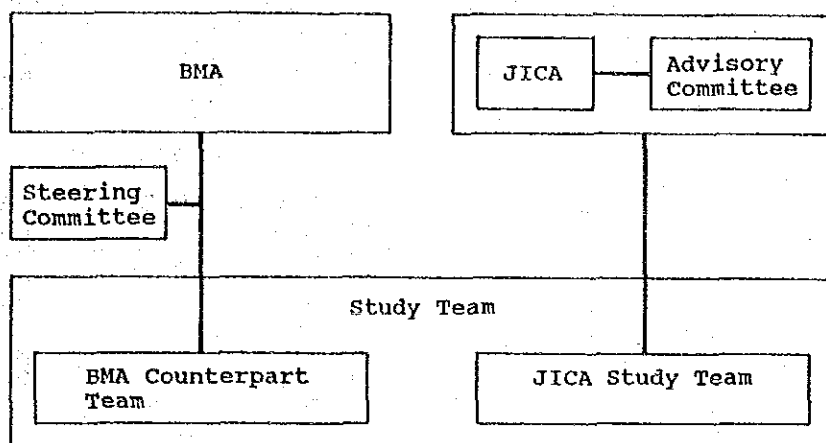 BMA
JICA
Advisory
Committee
Steering
Committee
Study Team
BMA Counterpart
Team
JICA Study Team